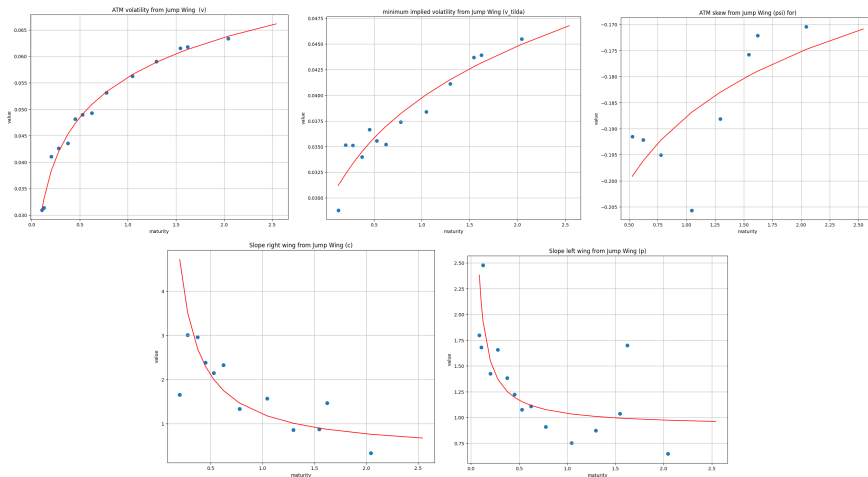 ATM volatility from Jump Wing (v)
value
0.065
0.060
0.055
0.050
0.045
0.040
0.035
0.030
0.0 0.5 1.0 1.5 2.0 2.5
maturity
minimum implied volatility from Jump Wing (v_tilda)
value
0.0475
0.0450
0.0425
0.0400
0.0375
0.0350
0.0325
0.0300
0.5 1.0 1.5 2.0 2.5
maturity
ATM skew from Jump Wing (psi) for)
value
−0.170
−0.175
−0.180
−0.185
−0.190
−0.195
−0.200
−0.205
0.50 0.75 1.00 1.25 1.50 1.75 2.00 2.25 2.50
maturity
Slope right wing from Jump Wing (c)
value
4
3
2
1
0.5 1.0 1.5 2.0 2.5
maturity
Slope left wing from Jump Wing (p)
value
2.50
2.25
2.00
1.75
1.50
1.25
1.00
0.75
0.0 0.5 1.0 1.5 2.0 2.5
maturity